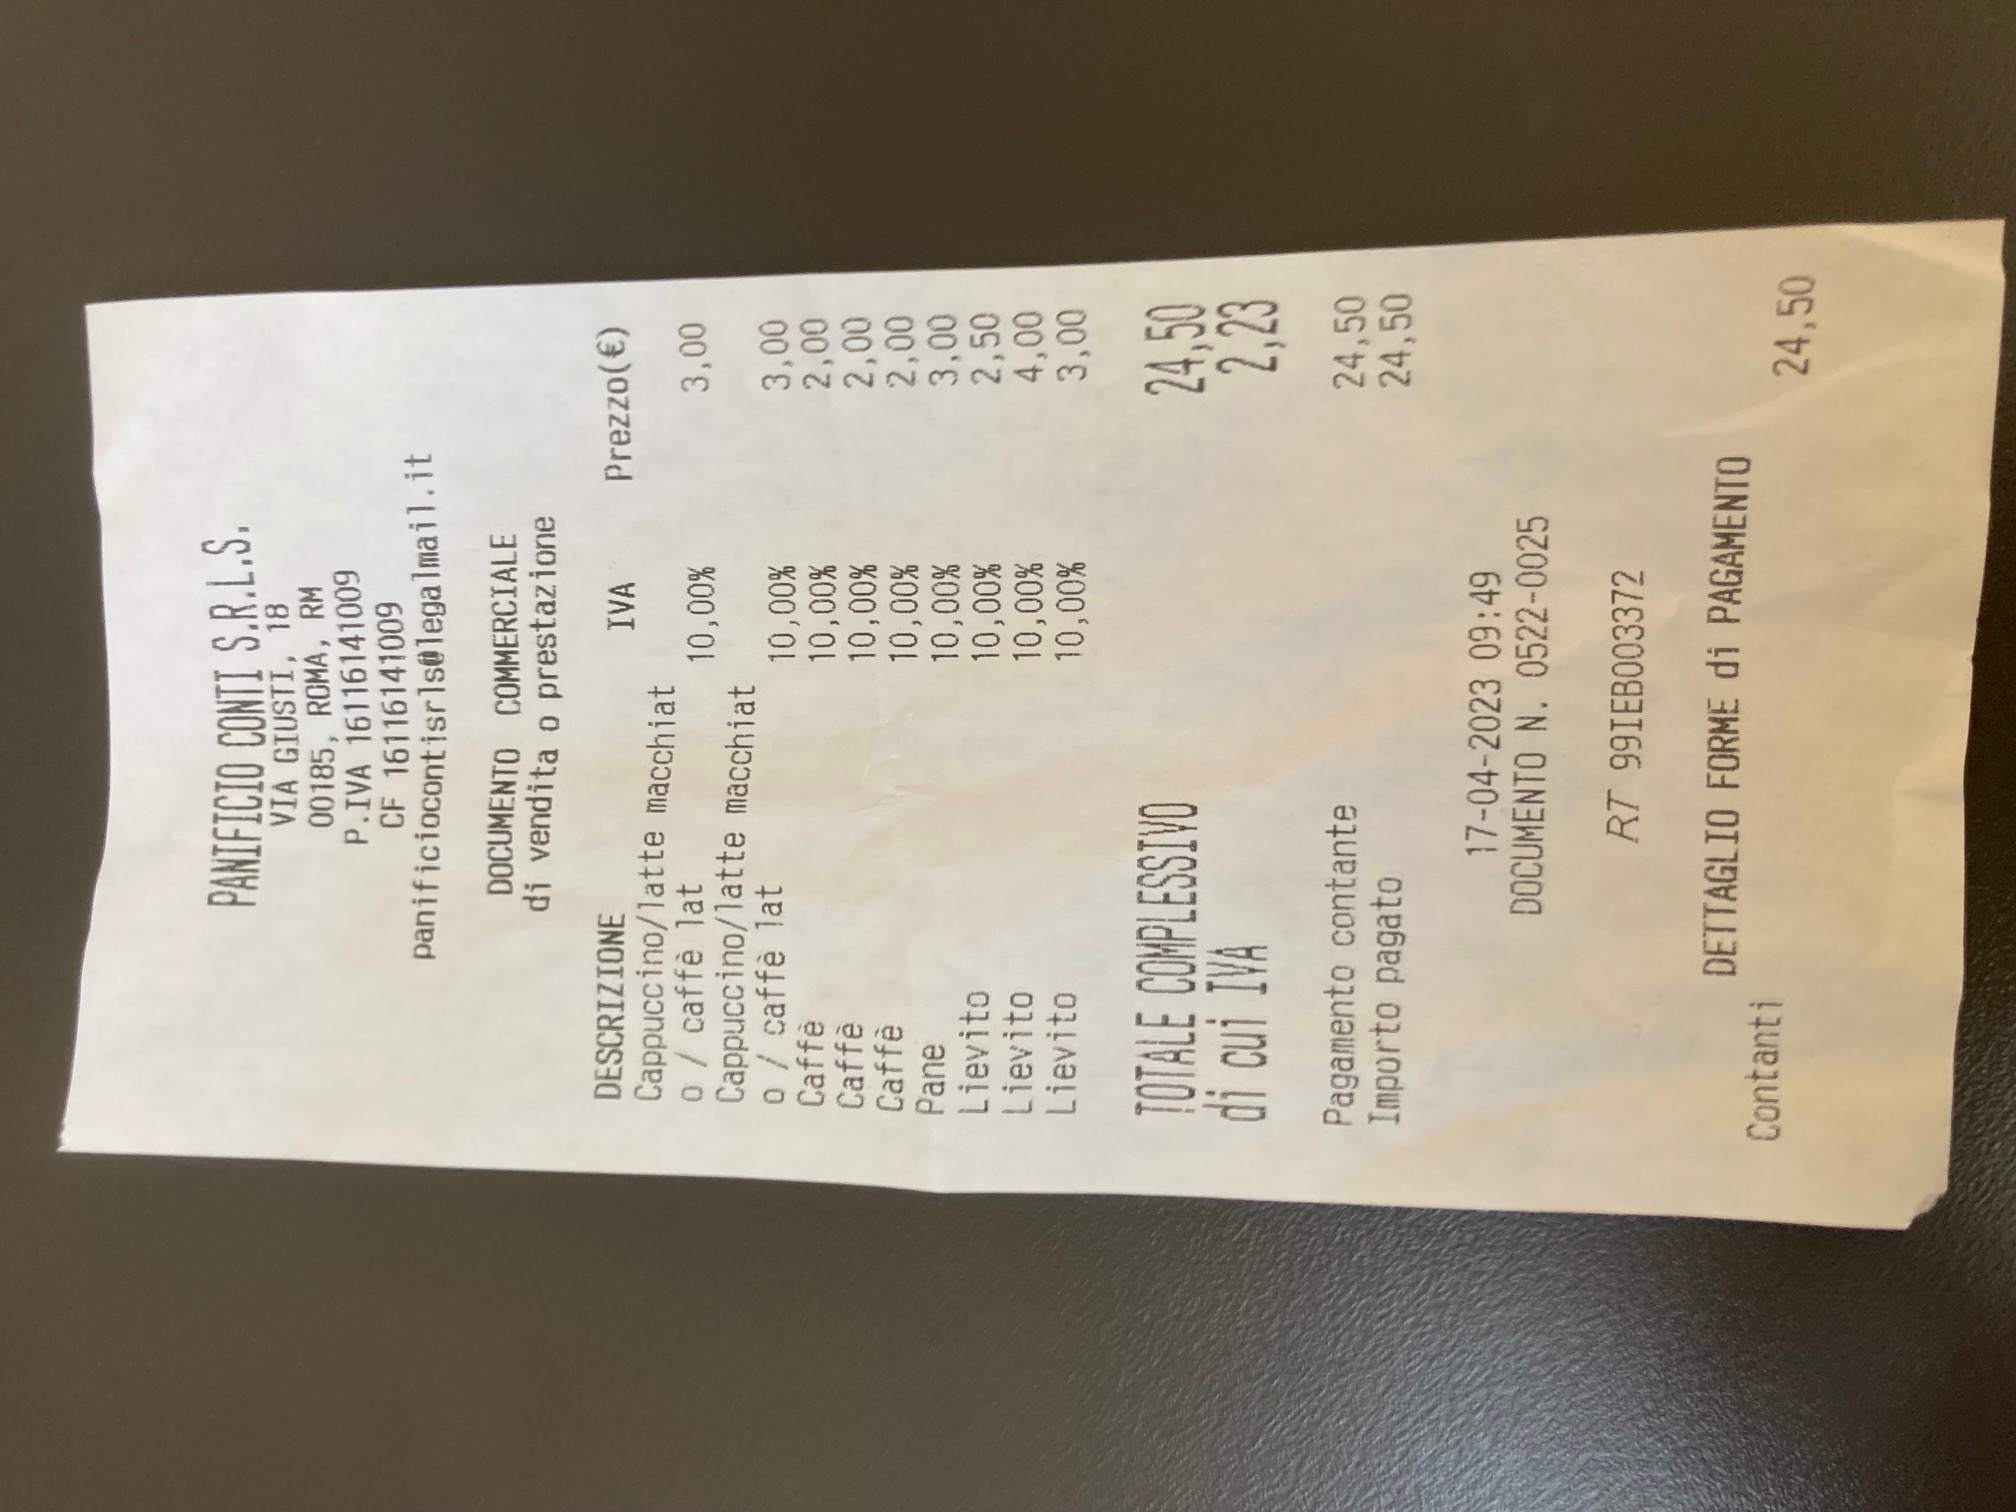 PANIFICIO CONTI S.R.L.S.
VIA GIUSTI, 18
00185, ROMA, RM
P.IVA 16116141009
CF 16116141009
panificiocontisrls@legalmail.it
DOCUMENTO COMMERCIALE
di vendita o prestazione
DESCRIZIONE IVA Prezzo(€)
Cappuccino/latte macchiat
o / caffè lat 10,00% 3,00
Cappuccino/latte macchiat
o / caffè lat 10,00% 3,00
Caffè 10,00% 2,00
Caffè 10,00% 2,00
Caffè 10,00% 2,00
Pane 10,00% 3,00
Lievito 10,00% 2,50
Lievito 10,00% 4,00
Lievito 10,00% 3,00
TOTALE COMPLESSIVO 24,50
di cui IVA 2,23
Pagamento contante 24,50
Importo pagato 24,50
17-04-2023 09:49
DOCUMENTO N. 0522-0025
RT 99IEB003372
DETTAGLIO FORME di PAGAMENTO
Contanti 24,50